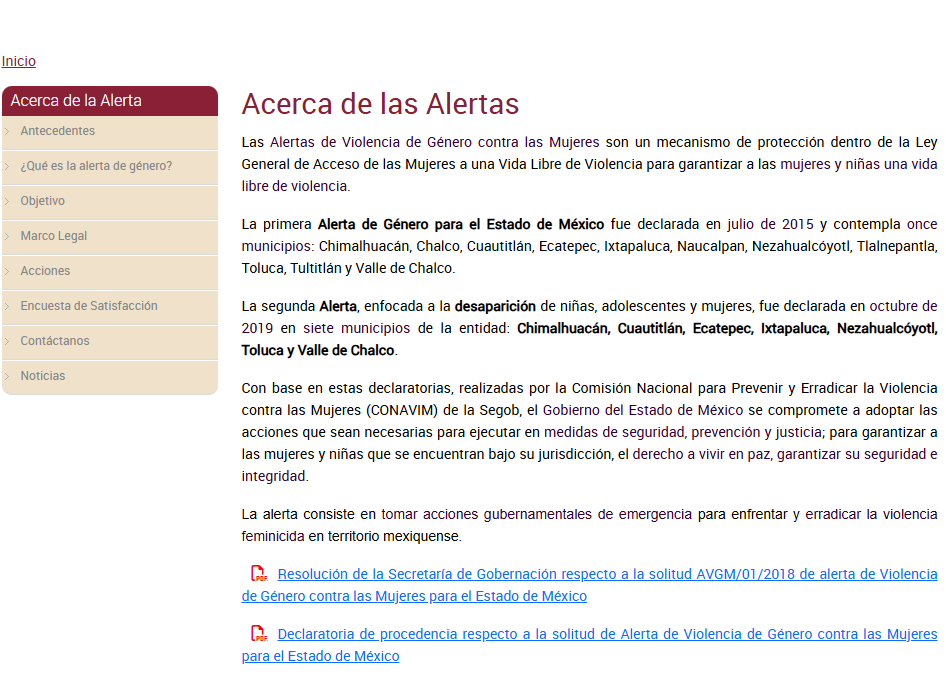 Inicio
Acerca de la Alerta
Antecedentes
¿Qué es la alerta de género?
Objetivo
Marco Legal
Acciones
Encuesta de Satisfacción
Contáctanos
Noticias
Acerca de las Alertas
Las Alertas de Violencia de Género contra las Mujeres son un mecanismo de protección dentro de la Ley
General de Acceso de las Mujeres a una Vida Libre de Violencia para garantizar a las mujeres y niñas una vida
libre de violencia.
La primera Alerta de Género para el Estado de México fue declarada en julio de 2015 y contempla once
municipios: Chimalhuacán, Chalco, Cuautitlán, Ecatepec, Ixtapaluca, Naucalpan, Nezahualcóyotl, Tlalnepantla,
Toluca, Tultitlán y Valle de Chalco.
La segunda Alerta, enfocada a la desaparición de niñas, adolescentes y mujeres, fue declarada en octubre de
2019 en siete municipios de la entidad: Chimalhuacán, Cuautitlán, Ecatepec, Ixtapaluca, Nezahualcóyotl,
Toluca y Valle de Chalco.
Con base en estas declaratorias, realizadas por la Comisión Nacional para Prevenir y Erradicar la Violencia
contra las Mujeres (CONAVIM) de la Segob, el Gobierno del Estado de México se compromete a adoptar las
acciones que sean necesarias para ejecutar en medidas de seguridad, prevención y justicia; para garantizar a
las mujeres y niñas que se encuentran bajo su jurisdicción, el derecho a vivir en paz, garantizar su seguridad e
integridad.
La alerta consiste en tomar acciones gubernamentales de emergencia para enfrentar y erradicar la violencia
feminicida en territorio mexiquense.
PDF Resolución de la Secretaría de Gobernación respecto a la solitud AVGM/01/2018 de alerta de Violencia
de Género contra las Mujeres para el Estado de México
PDF Declaratoria de procedencia respecto a la solitud de Alerta de Violencia de Género contra las Mujeres
para el Estado de México